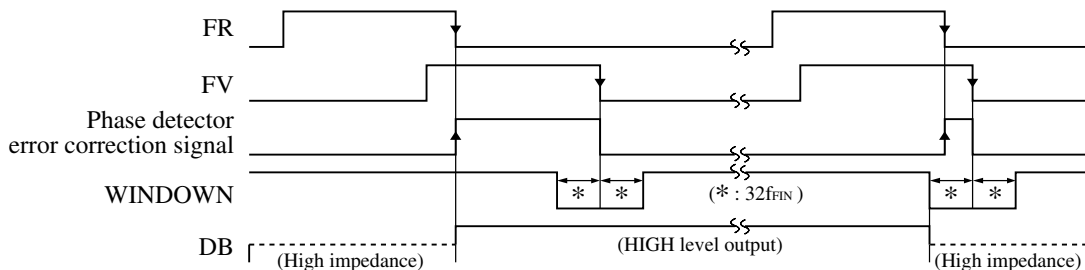 FR
FV
Phase detector
error correction signal
WINDOWN
* * (* : 32fFIN) * *
DB
(High impedance) (HIGH level output) (High impedance)